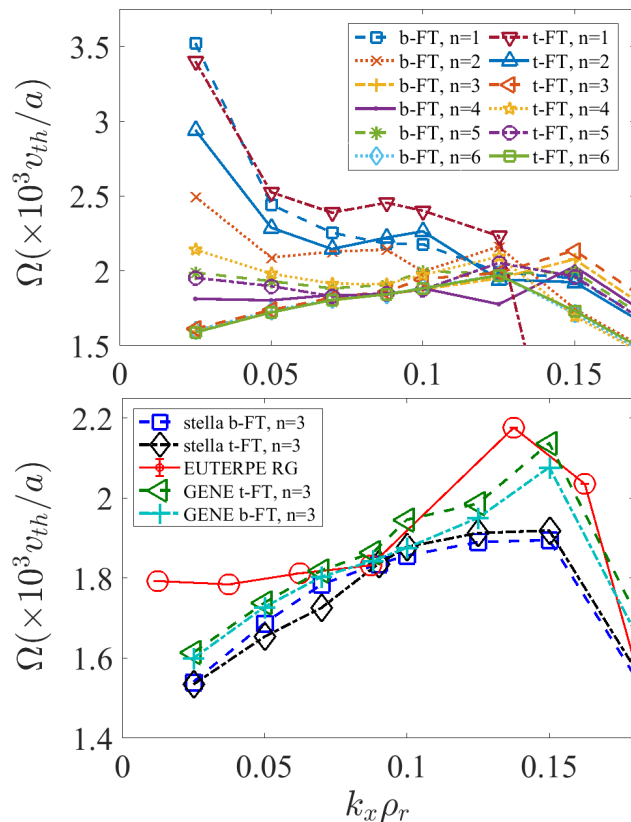 3.5
3
2.5
2
1.5
Ω(×10³v_th/a)
b-FT, n=1
b-FT, n=2
b-FT, n=3
b-FT, n=4
b-FT, n=5
b-FT, n=6
t-FT, n=1
t-FT, n=2
t-FT, n=3
t-FT, n=4
t-FT, n=5
t-FT, n=6
0 0.05 0.1 0.15
2.2
2
1.8
1.6
1.4
Ω(×10³v_th/a)
stella b-FT, n=3
stella t-FT, n=3
EUTERPE RG
GENE t-FT, n=3
GENE b-FT, n=3
0 0.05 0.1 0.15
k_xρ_r